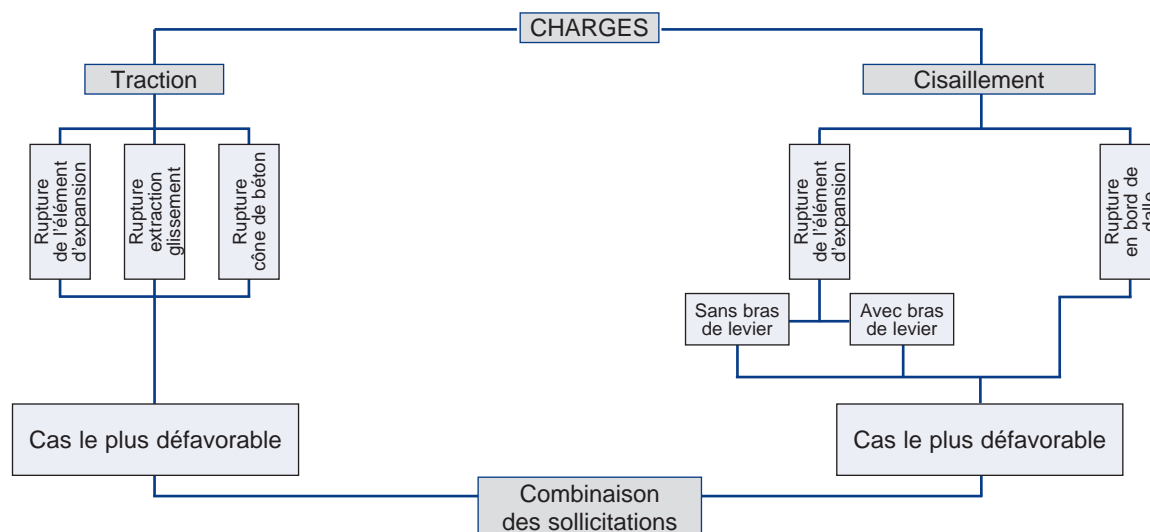 CHARGES
Traction
Cisaillement
Rupture
de l'élément
d'expansion
Rupture
extraction
glissement
Rupture
cône de béton
Rupture
de l'élément
d'expansion
Rupture
en bord de
dalle
Sans bras
de levier
Avec bras
de levier
Cas le plus défavorable
Cas le plus défavorable
Combinaison
des sollicitations